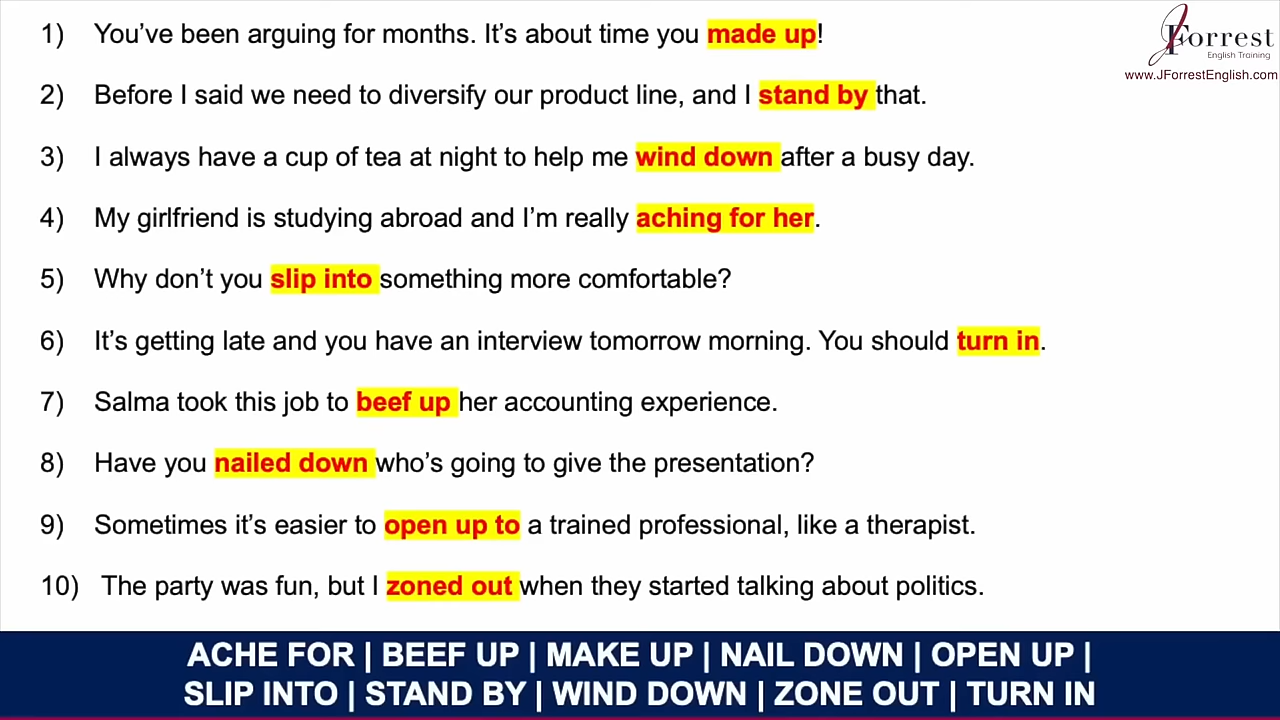 1) You’ve been arguing for months. It’s about time you made up!
JForrest
English Training
www.JForrestEnglish.com
2) Before I said we need to diversify our product line, and I stand by that.
3) I always have a cup of tea at night to help me wind down after a busy day.
4) My girlfriend is studying abroad and I’m really aching for her.
5) Why don’t you slip into something more comfortable?
6) It’s getting late and you have an interview tomorrow morning. You should turn in.
7) Salma took this job to beef up her accounting experience.
8) Have you nailed down who’s going to give the presentation?
9) Sometimes it’s easier to open up to a trained professional, like a therapist.
10) The party was fun, but I zoned out when they started talking about politics.
ACHE FOR | BEEF UP | MAKE UP | NAIL DOWN | OPEN UP |
SLIP INTO | STAND BY | WIND DOWN | ZONE OUT | TURN IN